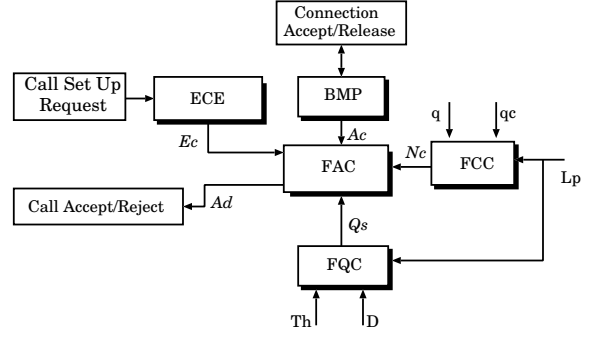 Connection
Accept/Release
Call Set Up
Request
ECE
BMP
q
qc
Ec
Ac
FAC
Nc
FCC
Lp
Call Accept/Reject
Ad
Qs
FQC
Th
D